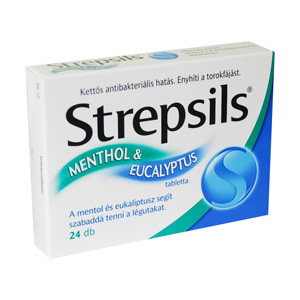 Kettős antibakteriális hatás. Enyhíti a torokfájást.
Strepsils®
MENTHOL &
EUCALYPTUS
tabletta
A mentol és eukaliptusz segít
szabaddá tenni a légutakat.
24 db